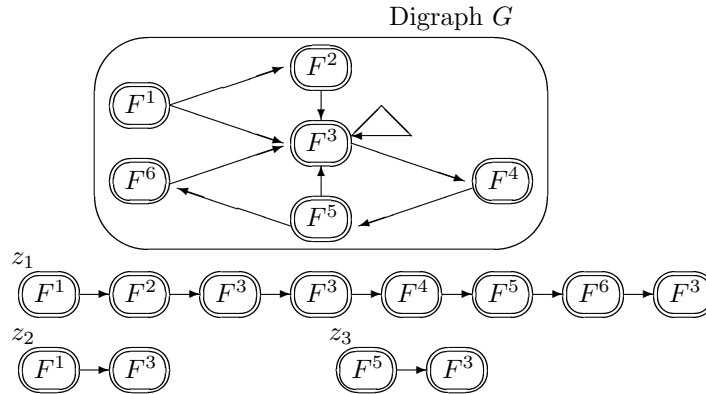 Digraph G
F²
F¹
F³
F⁶
F⁴
F⁵
z₁
F¹ F² F³ F³ F⁴ F⁵ F⁶ F³
z₂ z₃
F¹ F³ F⁵ F³